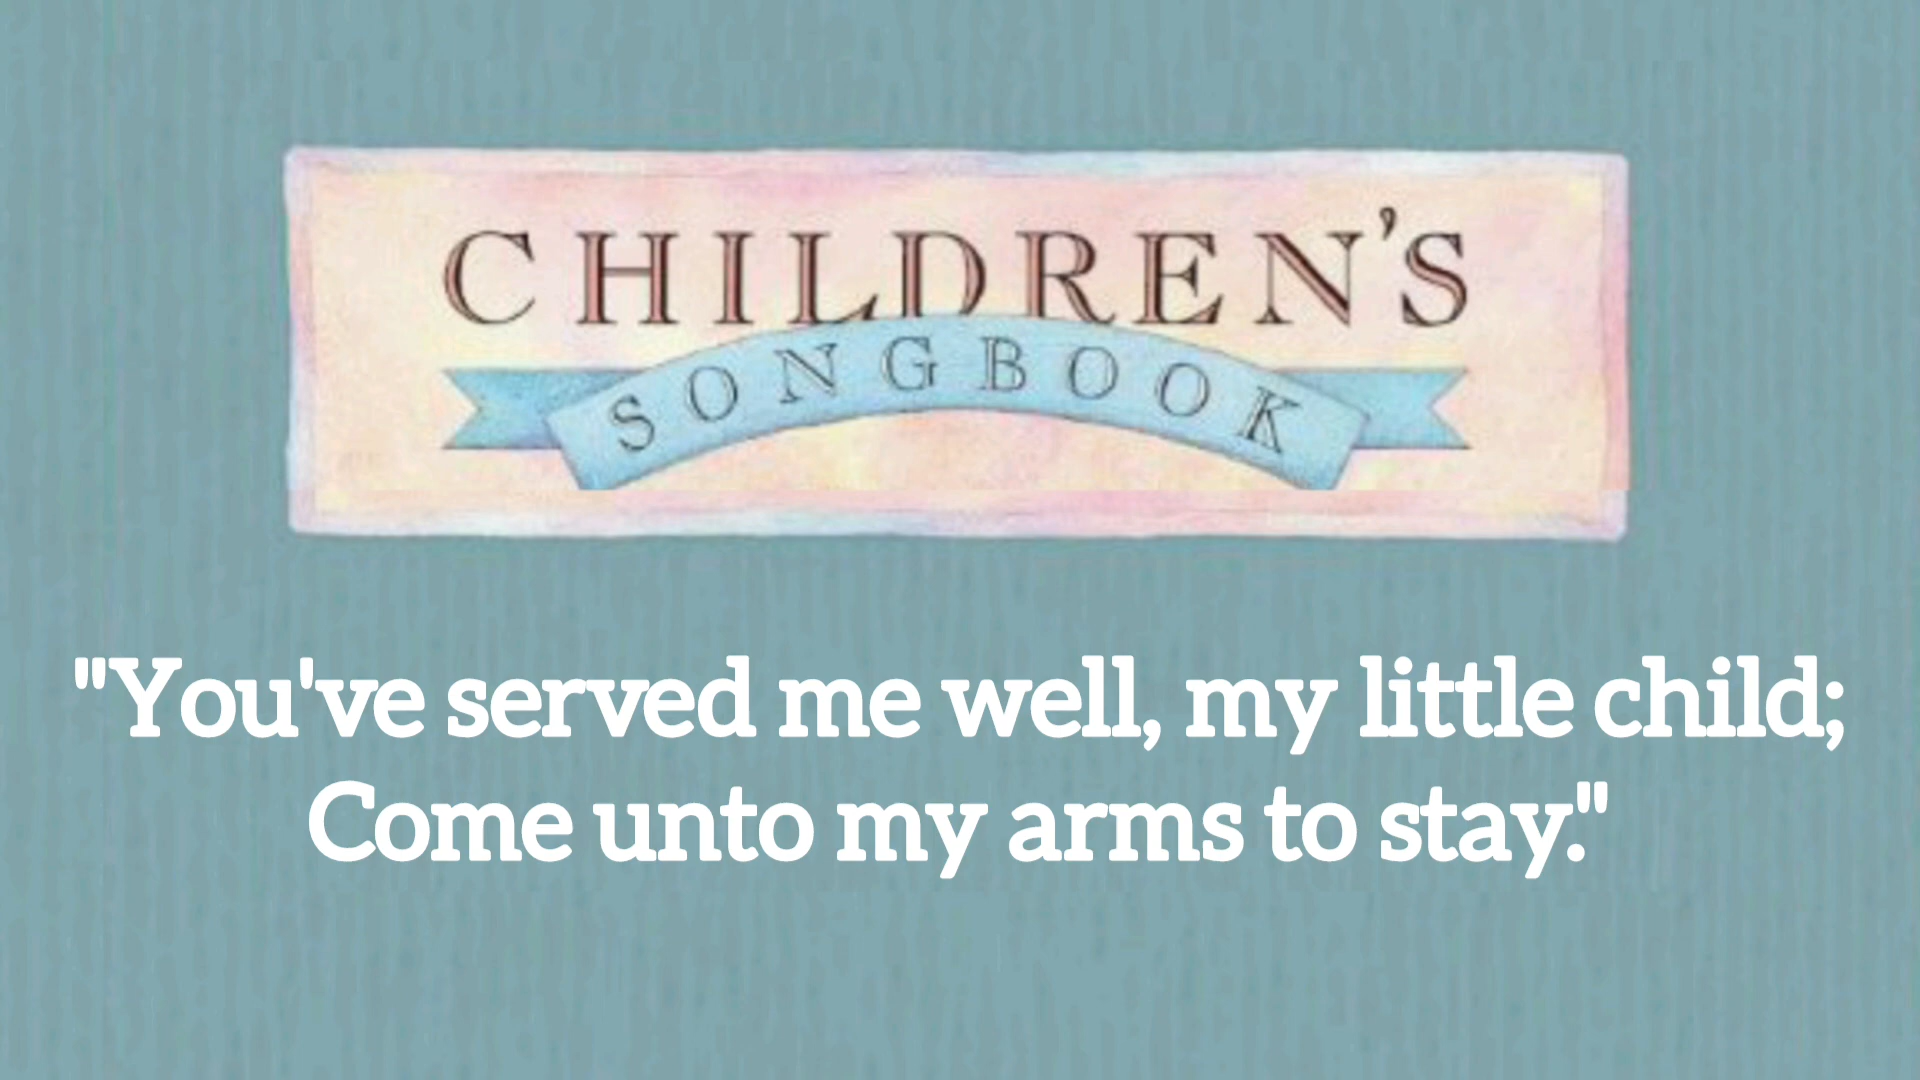 CHILDREN'S
SONGBOOK
"You've served me well, my little child;
Come unto my arms to stay."